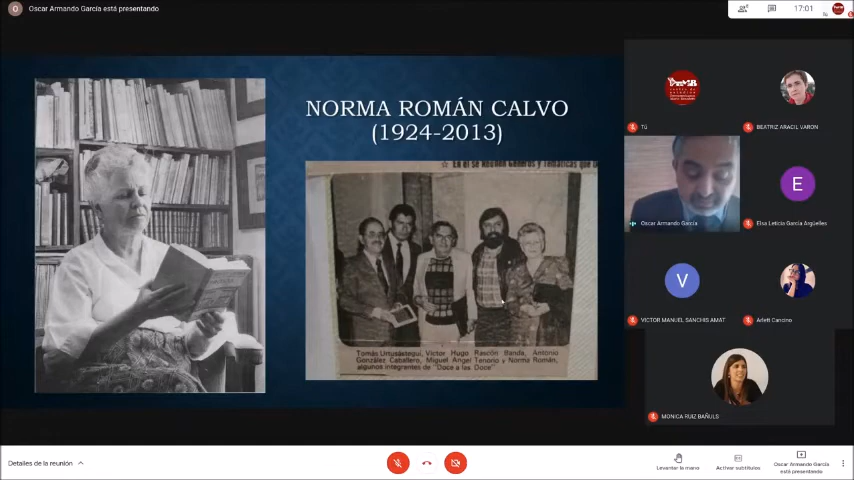 O
Oscar Armando García está presentando
17:01
NORMA ROMÁN CALVO
(1924-2013)
Tomás Urtusástegui, Víctor Hugo Rascón Banda, Antonio
González Caballero, Miguel Angel Tenorio y Norma Román,
algunos integrantes de "Doce a las Doce"
Tú
BEATRIZ ARACIL VARON
Oscar Armando García
E
Elsa Leticia García Argüelles
V
VICTOR MANUEL SANCHIS AMAT
Arlett Cancino
MONICA RUIZ BAÑULS
Detalles de la reunión
Levantar la mano
Activar subtítulos
Oscar Armando García
está presentando